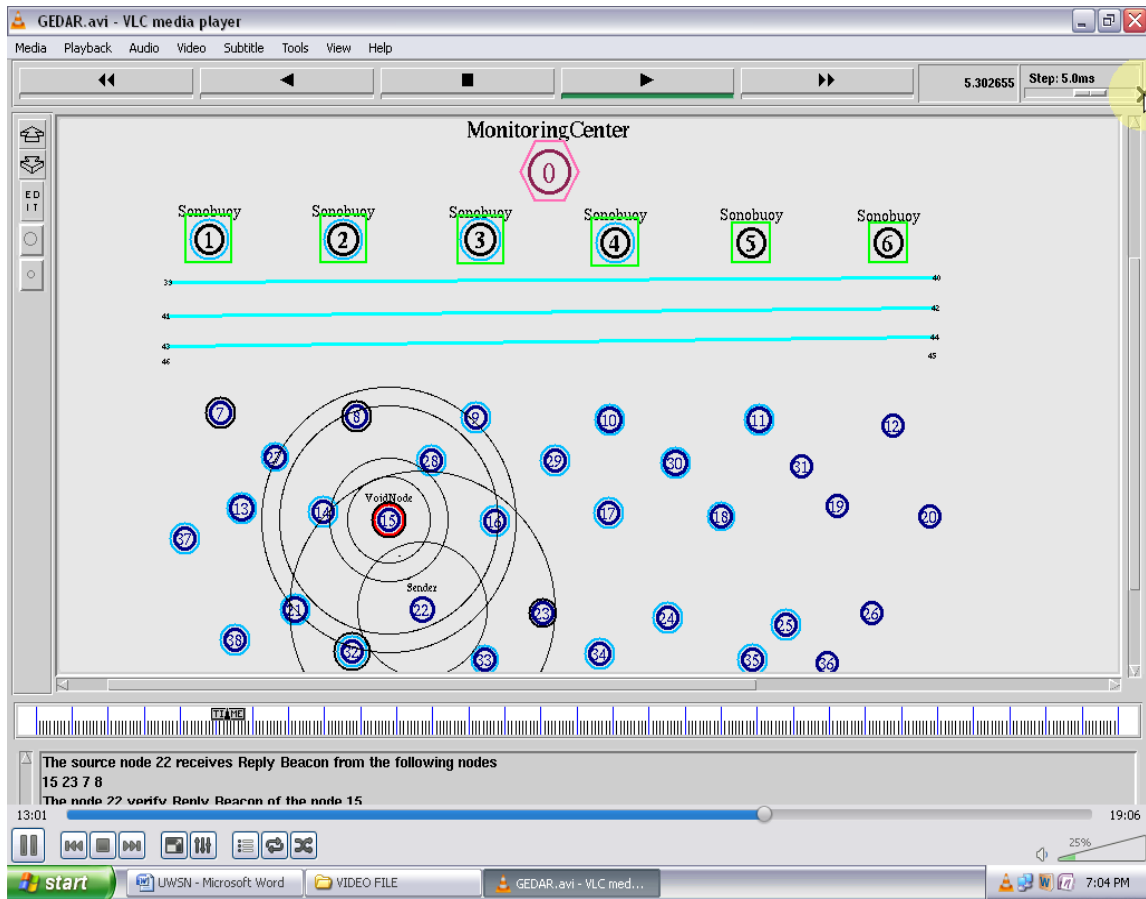 GEDAR.avi - VLC media player
Media Playback Audio Video Subtitle Tools View Help
5.302655 Step: 5.0ms
ED
IT
MonitoringCenter
0
Sonobuoy Sonobuoy Sonobuoy Sonobuoy Sonobuoy Sonobuoy
1 2 3 4 5 6
39 40
41 42
43 44
46 45
7 8 9 10 11 12
27 28 29 30 31
VoidNode
13 14 15 16 17 18 19 20
37
Sender
21 22 23 24 25 26
38 32 33 34 35 36
TIME
The source node 22 receives Reply Beacon from the following nodes
15 23 7 8
The node 22 verify Reply Beacon of the node 15
13:01 19:06
25%
start UWSN - Microsoft Word VIDEO FILE GEDAR.avi - VLC med... 7:04 PM